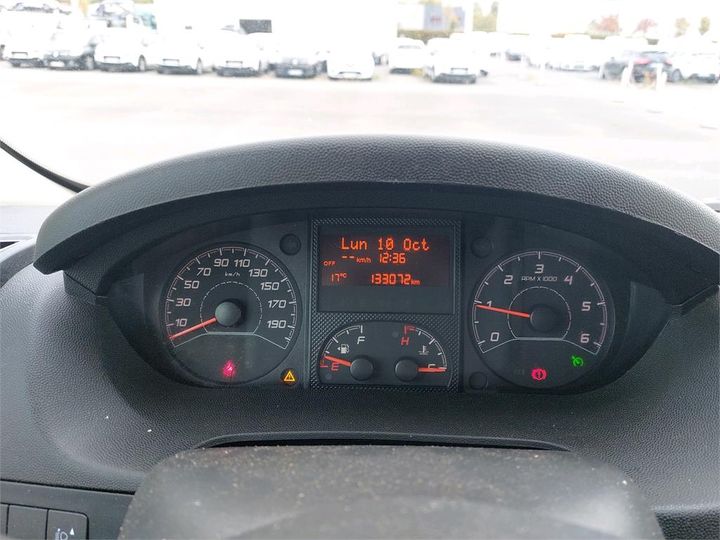 Lun 10 Oct
OFF -- km/h 12:36
17°C 133072 km
10 30 50 70 90 110 130 150 170 190
km/h
F
E
H
C
0 1 2 3 4 5 6
RPM X 1000